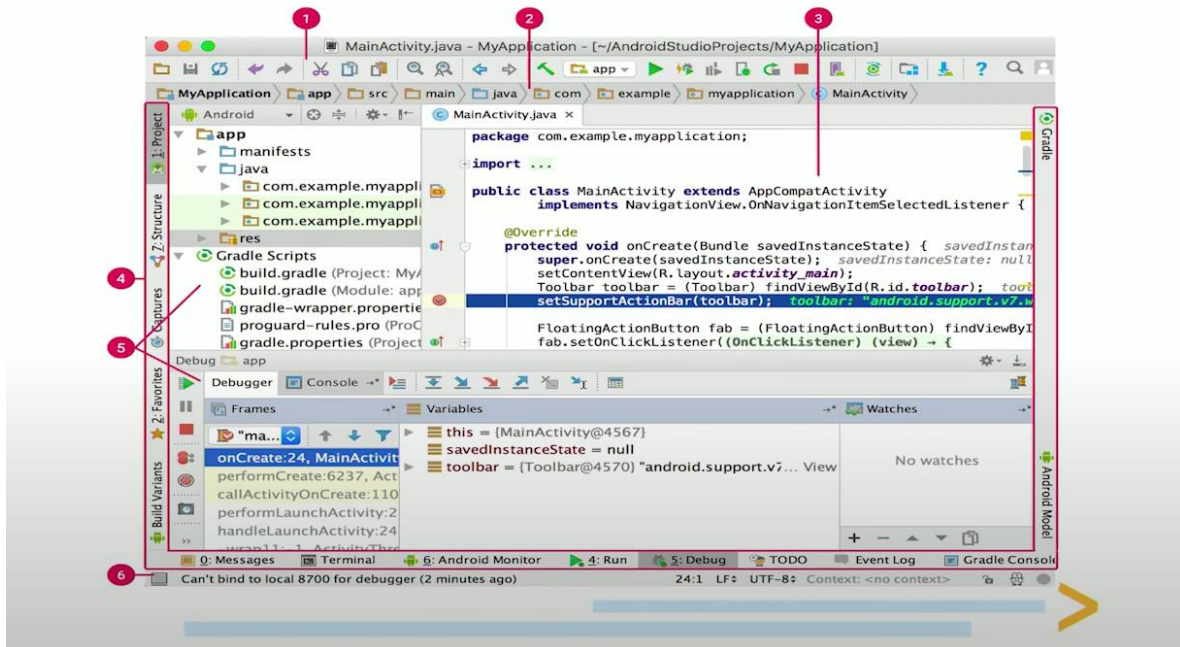 1 2 3
MainActivity.java - MyApplication - [~/AndroidStudioProjects/MyApplication]
app
MyApplication app src main java com example myapplication MainActivity
1: Project
Android
MainActivity.java
Gradle
app
manifests
java
com.example.myappli
com.example.myappli
com.example.myappli
res
Gradle Scripts
build.gradle (Project: MyA
build.gradle (Module: app
gradle-wrapper.propertie
proguard-rules.pro (ProC
gradle.properties (Project
package com.example.myapplication;
import ...
public class MainActivity extends AppCompatActivity
implements NavigationView.OnNavigationItemSelectedListener {
@Override
protected void onCreate(Bundle savedInstanceState) { savedInstan
super.onCreate(savedInstanceState); savedInstanceState: null
setContentView(R.layout.activity_main);
Toolbar toolbar = (Toolbar) findViewById(R.id.toolbar); tool
setSupportActionBar(toolbar); toolbar: "android.support.v7.w
FloatingActionButton fab = (FloatingActionButton) findViewByI
fab.setOnClickListener((OnClickListener) (view) → {
Z: Structure
4
Captures
5
2: Favorites
Build Variants
Debug app
Debugger Console
Frames Variables Watches
"ma...
onCreate:24, MainActivit
performCreate:6237, Act
callActivityOnCreate:110
performLaunchActivity:2
handleLaunchActivity:24
-wrap11:-1, ActivityThre
this = {MainActivity@4567}
savedInstanceState = null
toolbar = {Toolbar@4570} "android.support.v7... View
No watches
Android Model
0: Messages Terminal 6: Android Monitor 4: Run 5: Debug TODO Event Log Gradle Console
6
Can't bind to local 8700 for debugger (2 minutes ago) 24:1 LF UTF-8 Context: <no context>